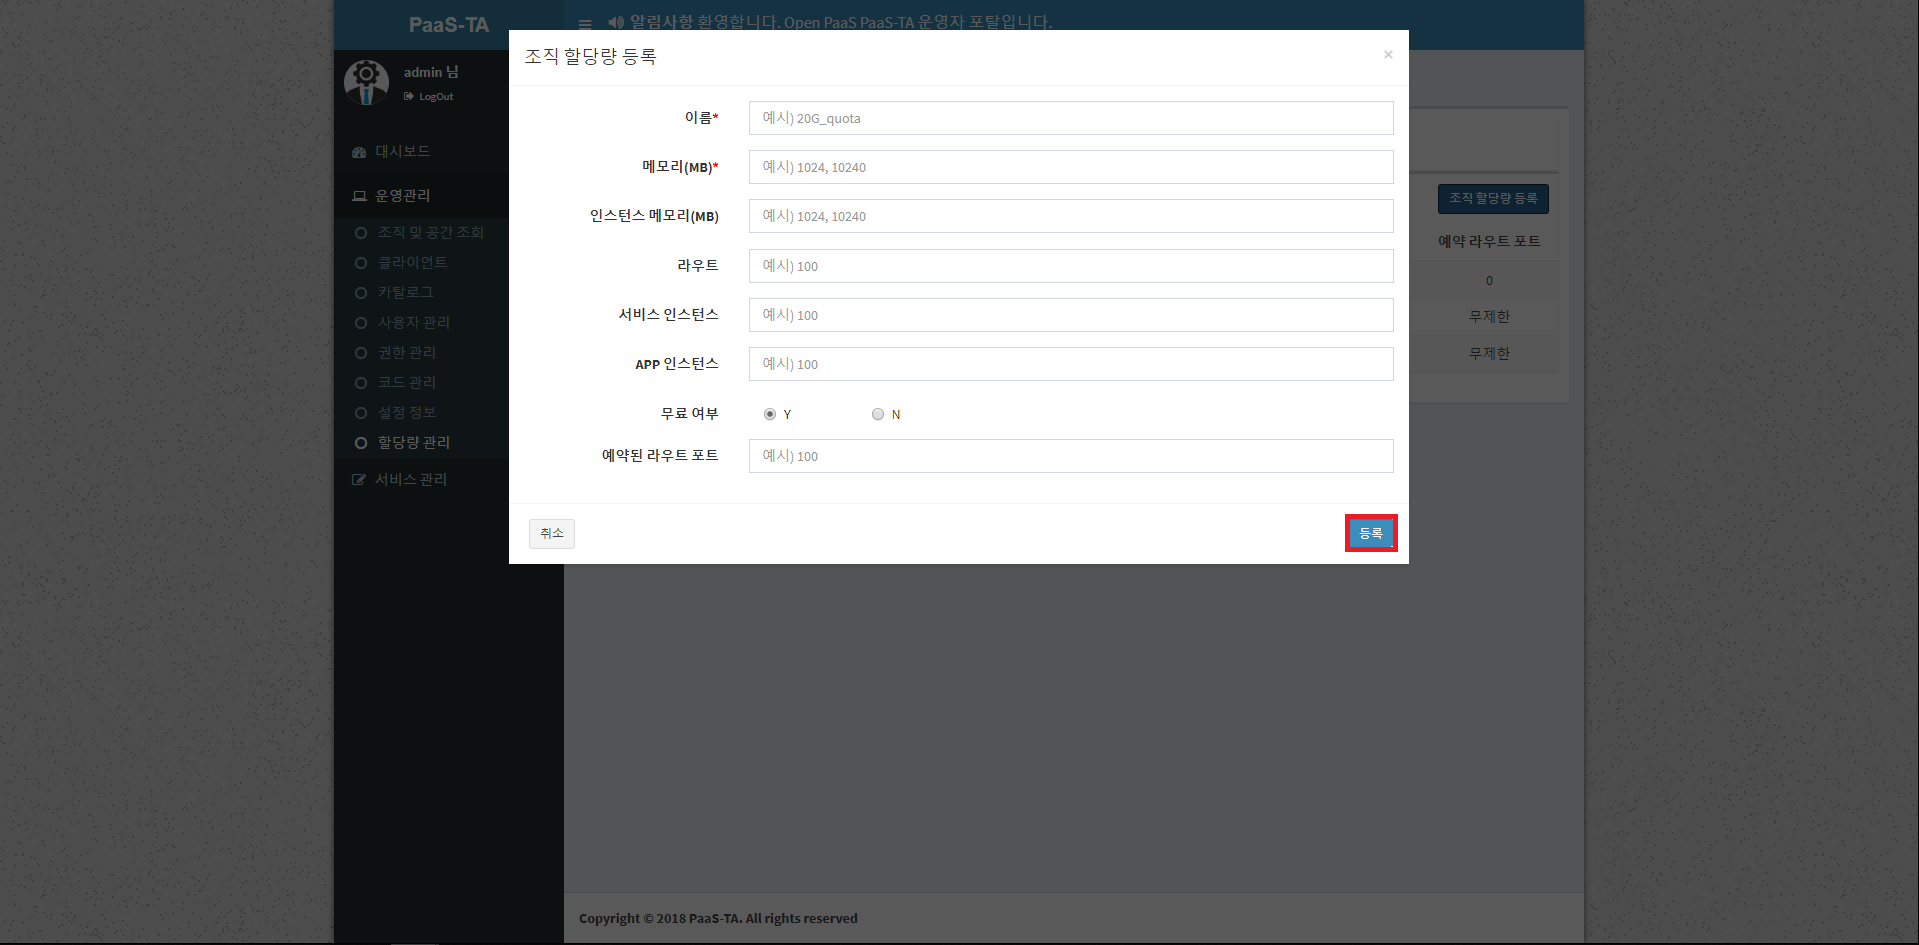 PaaS-TA
알림사항 환영합니다. Open PaaS PaaS-TA 운영자 포탈입니다.
admin 님
LogOut
대시보드
운영관리
조직 및 공간 조회
클라이언트
카탈로그
사용자 관리
권한 관리
코드 관리
설정 정보
할당량 관리
서비스 관리
조직 할당량 등록
×
이름*
예시) 20G_quota
메모리(MB)*
예시) 1024, 10240
인스턴스 메모리(MB)
예시) 1024, 10240
라우트
예시) 100
서비스 인스턴스
예시) 100
APP 인스턴스
예시) 100
무료 여부
Y
N
예약된 라우트 포트
예시) 100
취소
등록
조직 할당량 등록
예약 라우트 포트
0
무제한
무제한
Copyright © 2018 PaaS-TA. All rights reserved